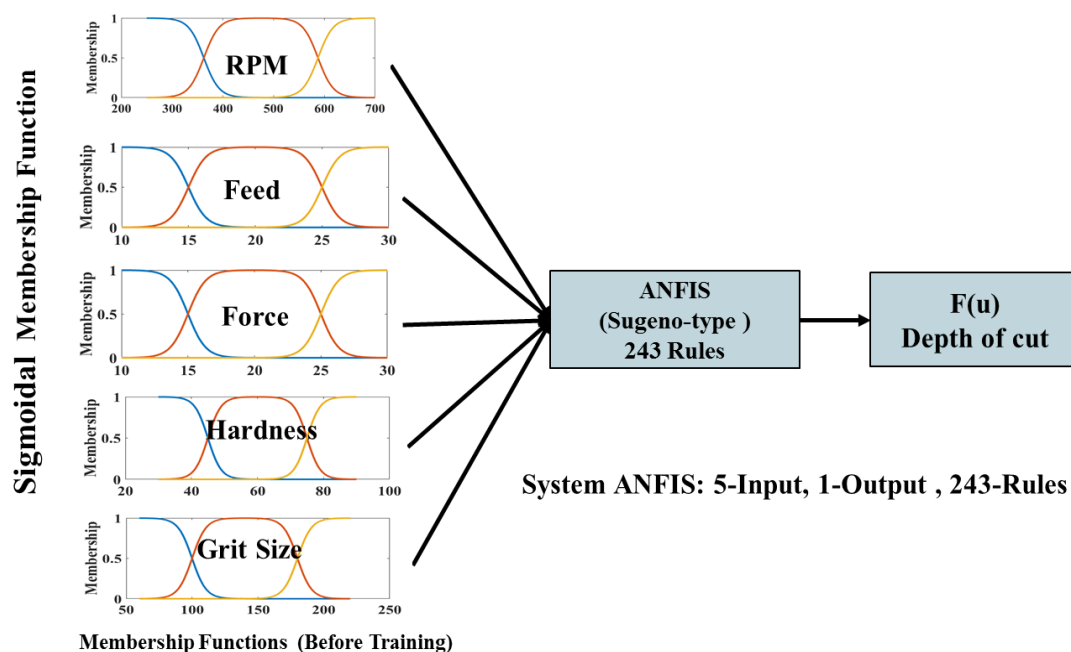 Sigmoidal Membership Function
Membership
1
0.5
0
RPM
200 300 400 500 600 700
Membership
1
0.5
0
Feed
10 15 20 25 30
Membership
1
0.5
0
Force
10 15 20 25 30
Membership
1
0.5
0
Hardness
20 40 60 80 100
Membership
1
0.5
0
Grit Size
50 100 150 200 250
Membership Functions (Before Training)
ANFIS
(Sugeno-type )
243 Rules
F(u)
Depth of cut
System ANFIS: 5-Input, 1-Output , 243-Rules